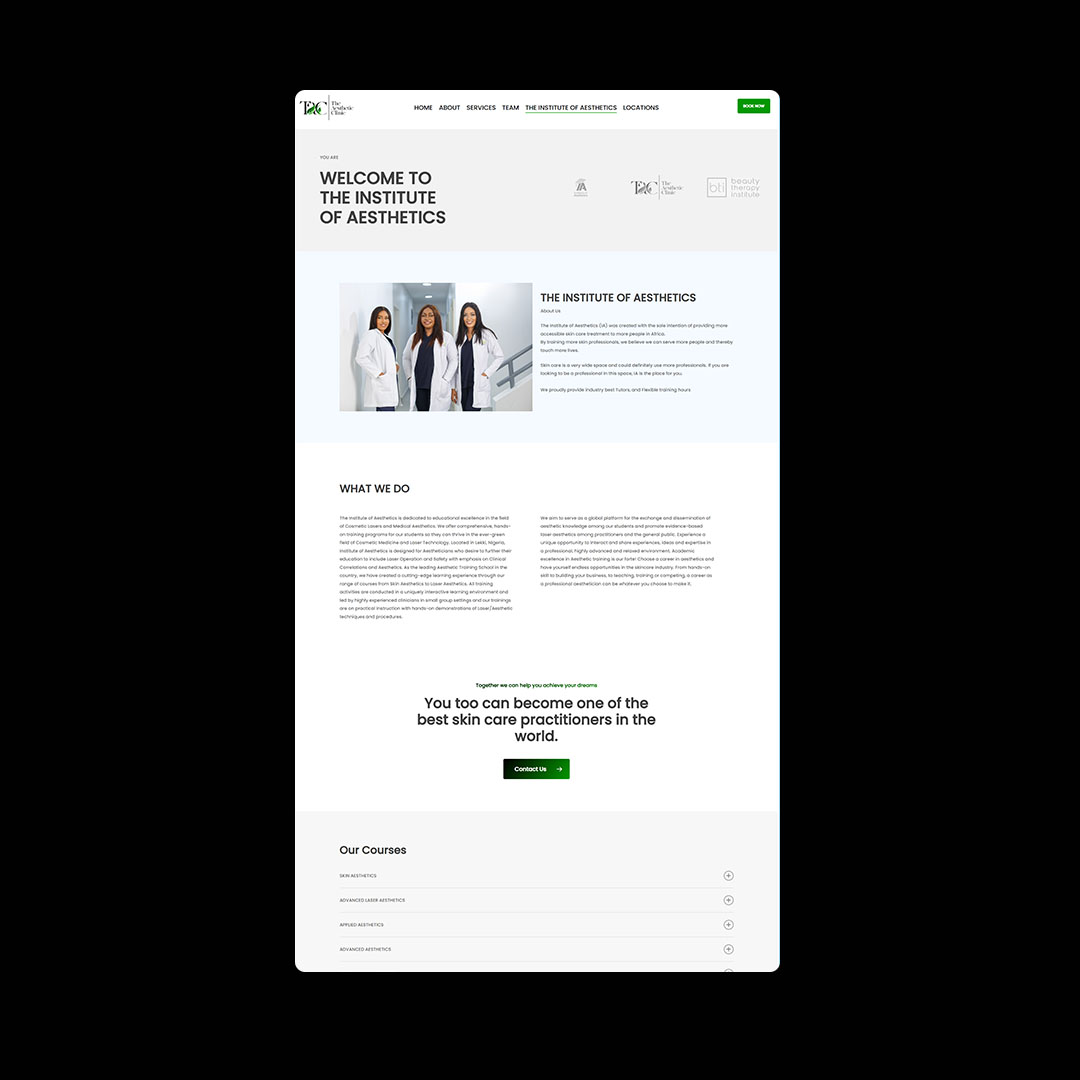 TAC The
Aesthetic
Clinic
HOME ABOUT SERVICES TEAM THE INSTITUTE OF AESTHETICS LOCATIONS
BOOK NOW
YOU ARE
WELCOME TO
THE INSTITUTE
OF AESTHETICS
IA
TAC The
Aesthetic
Clinic
bti beauty
therapy
institute
THE INSTITUTE OF AESTHETICS
About Us
The Institute of Aesthetics (IA) was created with the sole intention of providing more
accessible skin care treatment to more people in Africa.
By training more skin professionals, we believe we can serve more people and thereby
touch more lives.
Skin care is a very wide space and could definitely use more professionals. If you are
looking to be a professional in this space, IA is the place for you.
We proudly provide industry best Tutors, and Flexible training hours
WHAT WE DO
The Institute of Aesthetics is dedicated to educational excellence in the field
of Cosmetic Lasers and Medical Aesthetics. We offer comprehensive, hands-
on training programs for our students so they can thrive in the ever-green
field of Cosmetic Medicine and Laser Technology. Located in Lekki, Nigeria,
Institute of Aesthetics is designed for Aestheticians who desire to further their
education to include Laser Operation and Safety with emphasis on Clinical
Correlations and Aesthetics. As the leading Aesthetic Training School in the
country, we have created a cutting-edge learning experience through our
range of courses from Skin Aesthetics to Laser Aesthetics. All training
activities are conducted in a uniquely interactive learning environment and
led by highly experienced clinicians in small group settings and our trainings
are on practical instruction with hands-on demonstrations of Laser/Aesthetic
techniques and procedures.
We aim to serve as a global platform for the exchange and dissemination of
aesthetic knowledge among our students and promote evidence-based
laser aesthetics among practitioners and the general public. Experience a
unique opportunity to interact and share experiences, ideas and expertise in
a professional, highly advanced and relaxed environment. Academic
excellence in Aesthetic training is our forte! Choose a career in aesthetics and
have yourself endless opportunities in the skincare industry. From hands-on
skill to building your business, to teaching, training or competing, a career as
a professional aesthetician can be whatever you choose to make it.
Together we can help you achieve your dreams
You too can become one of the
best skin care practitioners in the
world.
Contact Us →
Our Courses
SKIN AESTHETICS
ADVANCED LASER AESTHETICS
APPLIED AESTHETICS
ADVANCED AESTHETICS